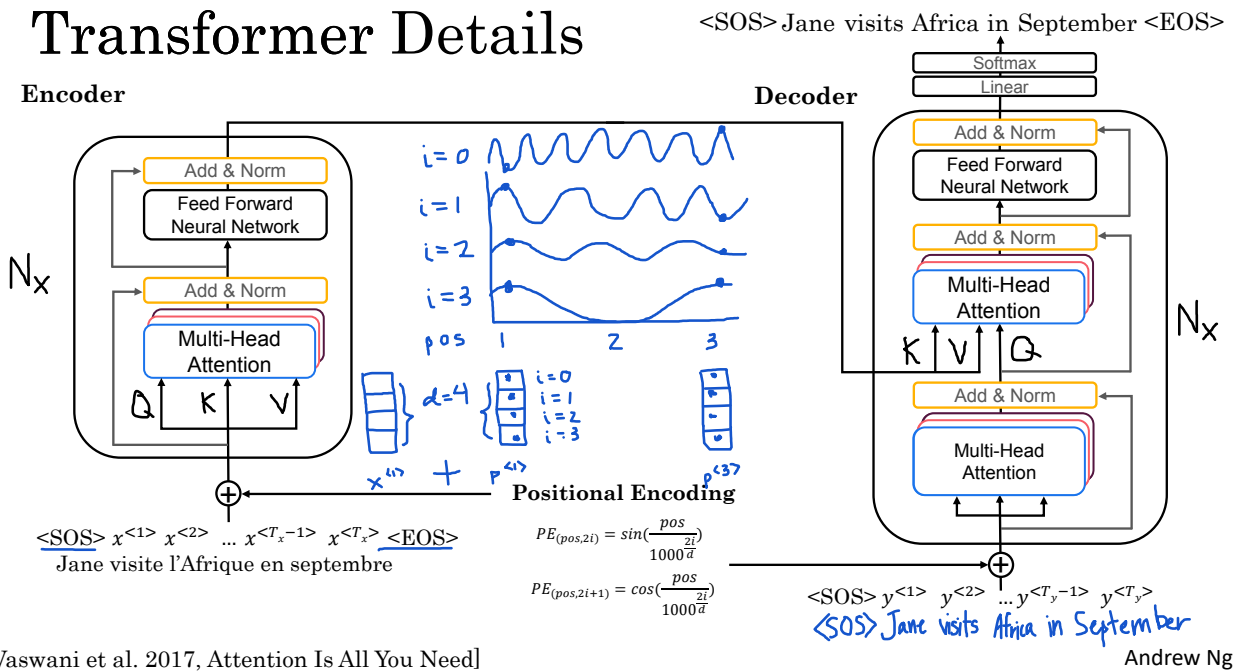 Transformer Details
<SOS> Jane visits Africa in September <EOS>
Softmax
Linear
Encoder
Decoder
Add & Norm
Feed Forward
Neural Network
Add & Norm
Multi-Head
Attention
Q K V
Nx
i=0
i=1
i=2
i=3
pos 1 2 3
d=4
i=0
i=1
i=2
i=3
x<1> + p<1>
p<3>
Add & Norm
Feed Forward
Neural Network
Add & Norm
Multi-Head
Attention
K V Q
Nx
Add & Norm
Multi-Head
Attention
+
<SOS> x<1> x<2> … x<Tx−1> x<Tx> <EOS>
Jane visite l'Afrique en septembre
Positional Encoding
PE(pos,2i) = sin(pos/1000^(2i/d))
PE(pos,2i+1) = cos(pos/1000^(2i/d))
+
<SOS> y<1> y<2> … y<Ty−1> y<Ty>
<SOS> Jane visits Africa in September
Vaswani et al. 2017, Attention Is All You Need]
Andrew Ng